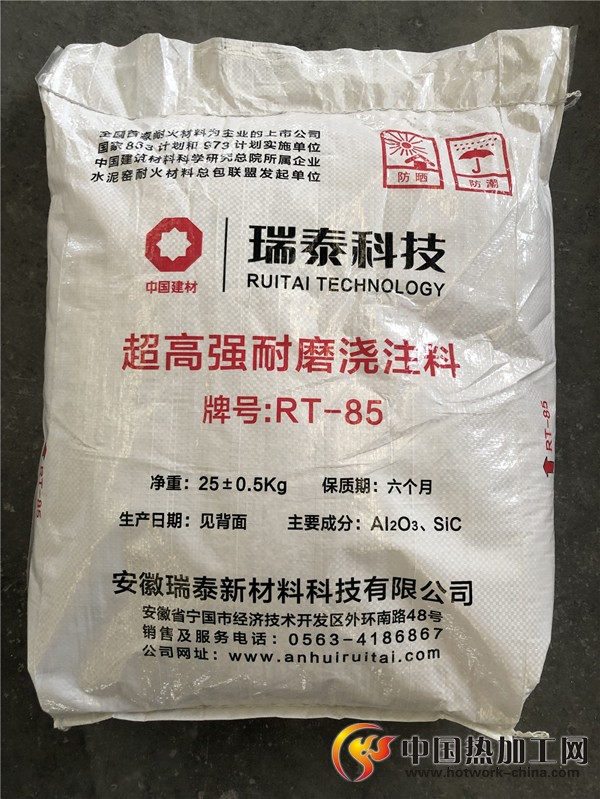 全国首家耐火材料为主业的上市公司
国家863计划和973计划实施单位
中国建筑材料科学研究总院所属企业
水泥窑耐火材料总包联盟发起单位
防晒
防潮
中国建材
瑞泰科技
RUITAI TECHNOLOGY
超高强耐磨浇注料
牌号:RT-85
RT-85
RT-85
净重：25±0.5Kg 保质期：六个月
生产日期：见背面 主要成分：Al₂O₃、SiC
安徽瑞泰新材料科技有限公司
安徽省宁国市经济技术开发区外环南路48号
销售及服务电话：0563-4186867
公司网址：www.anhuiruitai.com
中国热加工网
www.hotwork-china.com